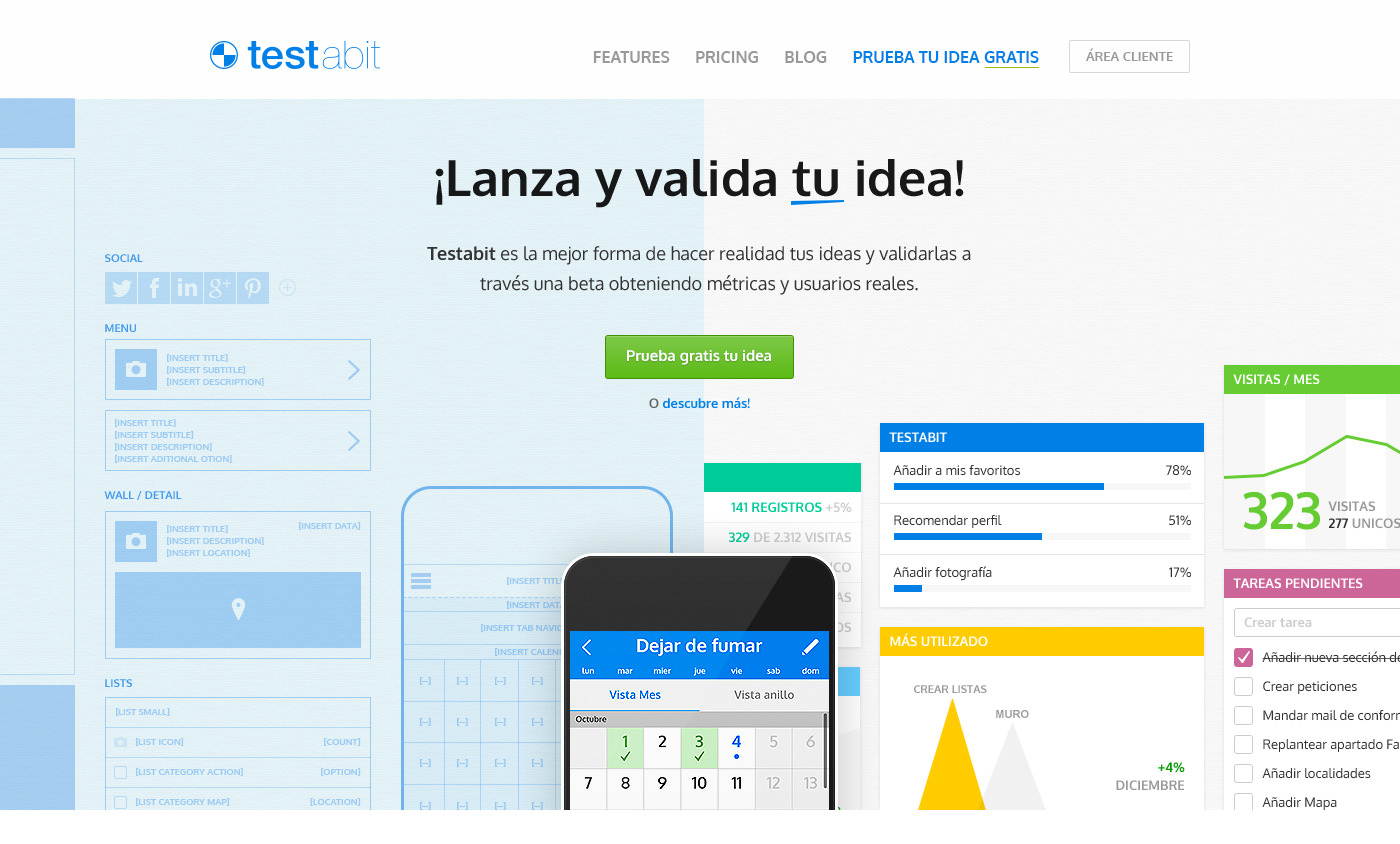 testabit
FEATURES
PRICING
BLOG
PRUEBA TU IDEA GRATIS
ÁREA CLIENTE
¡Lanza y valida tu idea!
Testabit es la mejor forma de hacer realidad tus ideas y validarlas a
través una beta obteniendo métricas y usuarios reales.
Prueba gratis tu idea
O descubre más!
SOCIAL
MENU
[INSERT TITLE]
[INSERT SUBTITLE]
[INSERT DESCRIPTION]
[INSERT TITLE]
[INSERT SUBTITLE]
[INSERT DESCRIPTION]
[INSERT ADITIONAL OTION]
WALL / DETAIL
[INSERT TITLE]
[INSERT DESCRIPTION]
[INSERT LOCATION]
[INSERT DATA]
LISTS
[LIST SMALL]
[LIST ICON]
[COUNT]
[LIST CATEGORY ACTION]
[OPTION]
[LIST CATEGORY MAP]
[LOCATION]
[INSERT TITL
[INSERT DAT
[INSERT TAB NAVIG
[INSERT CALEN
[--] [--] [--]
[--] [--] [--]
[--] [--] [--]
[--] [--] [--]
Dejar de fumar
lun mar mier jue vie sab dom
Vista Mes
Vista anillo
Octubre
1 2 3 4 5 6
7 8 9 10 11 12 13
141 REGISTROS +5%
329 DE 2.312 VISITAS
ICO
AS
OS
TESTABIT
Añadir a mis favoritos 78%
Recomendar perfil 51%
Añadir fotografía 17%
MÁS UTILIZADO
CREAR LISTAS
MURO
+4%
DICIEMBRE
VISITAS / MES
323
VISITAS
277 UNICOS
TAREAS PENDIENTES
Crear tarea
Añadir nueva sección de
Crear peticiones
Mandar mail de conforr
Replantear apartado Fa
Añadir localidades
Añadir Mapa